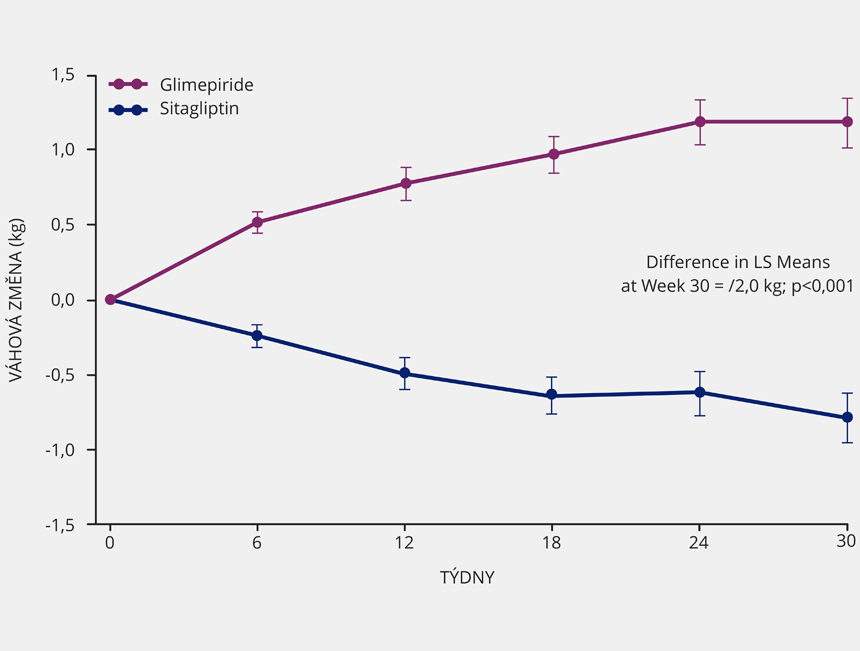 1,5
Glimepiride
Sitagliptin
1,0
0,5
0,0
-0,5
-1,0
-1,5
VÁHOVÁ ZMĚNA (kg)
Difference in LS Means
at Week 30 = /2,0 kg; p<0,001
0 6 12 18 24 30
TÝDNY